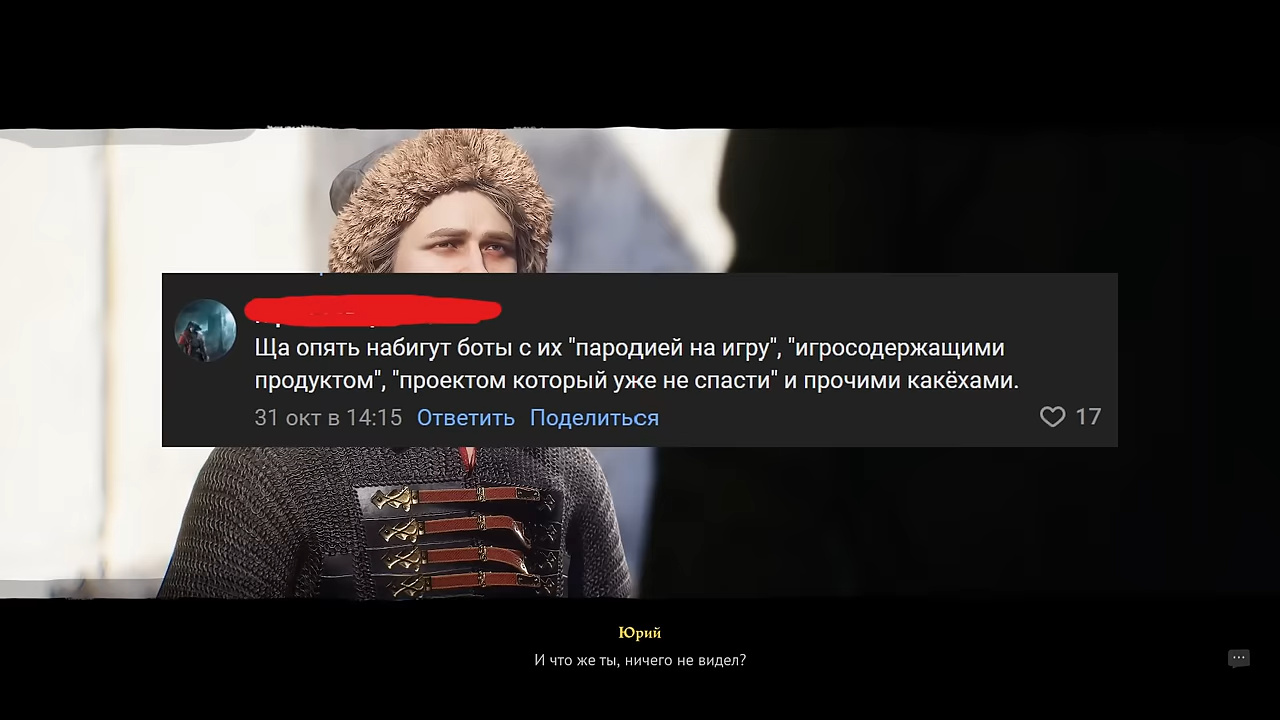 Ща опять набигут боты с их "пародией на игру", "игросодержащими
продуктом", "проектом который уже не спасти" и прочими какёхами.
31 окт в 14:15 Ответить Поделиться 17
Юрий
И что же ты, ничего не видел?